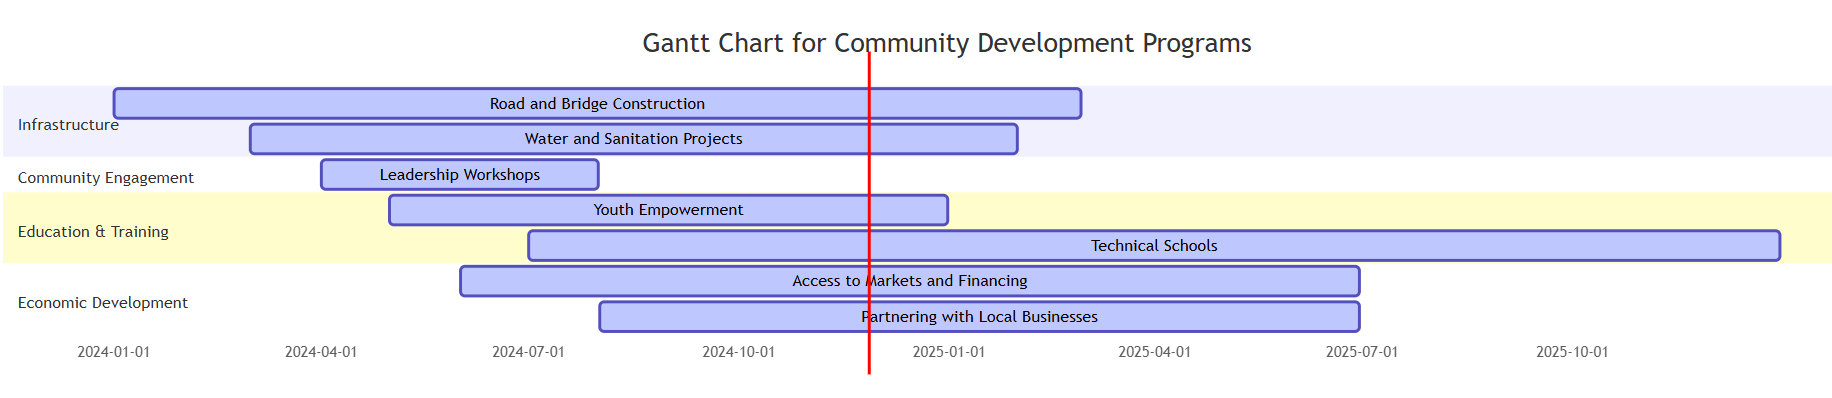 Gantt Chart for Community Development Programs
Infrastructure
Road and Bridge Construction
Water and Sanitation Projects
Community Engagement
Leadership Workshops
Education & Training
Youth Empowerment
Technical Schools
Economic Development
Access to Markets and Financing
Partnering with Local Businesses
2024-01-01 2024-04-01 2024-07-01 2024-10-01 2025-01-01 2025-04-01 2025-07-01 2025-10-01